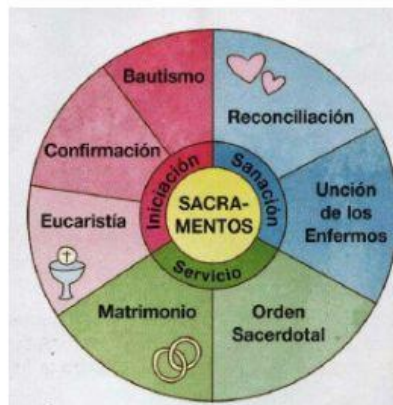 Bautismo
Reconciliación
Confirmación
Iniciación
Sanación
Unción
de los
Enfermos
Eucaristía
SACRA-
MENTOS
Servicio
Matrimonio
Orden
Sacerdotal